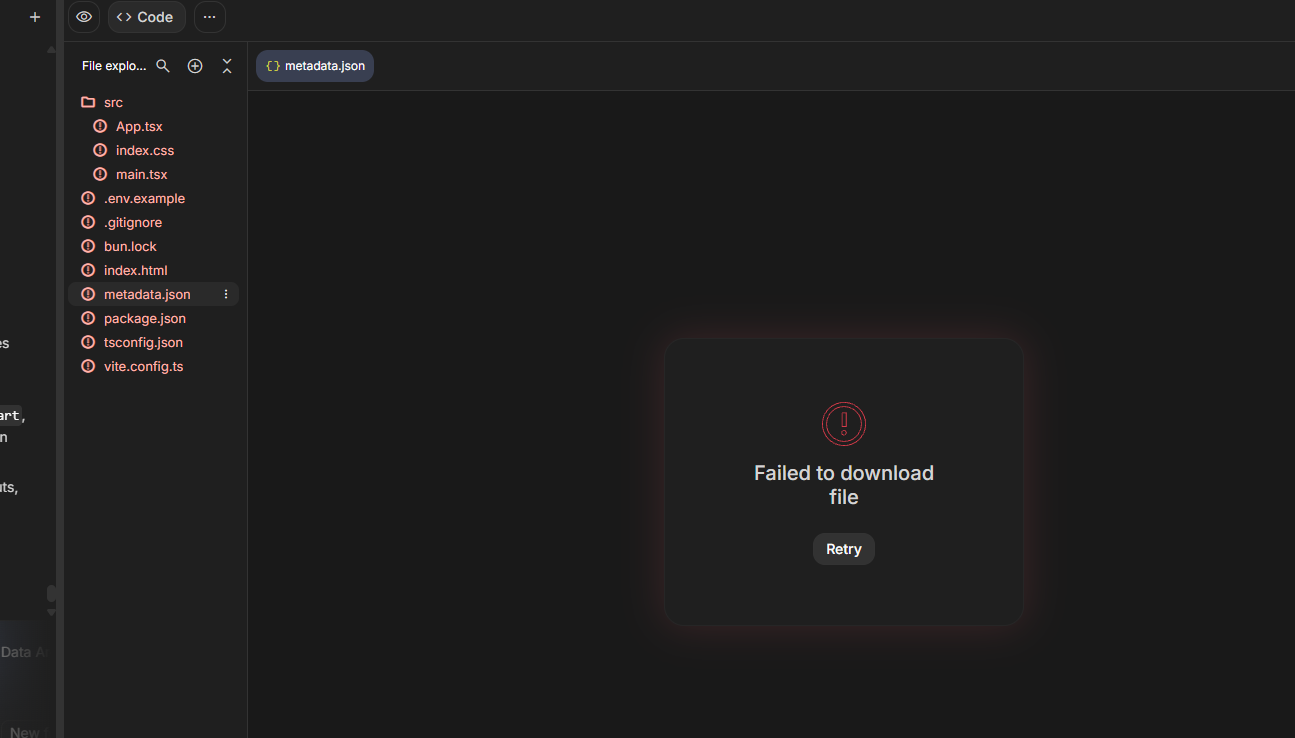 Code
File explo...
metadata.json
src
App.tsx
index.css
main.tsx
.env.example
.gitignore
bun.lock
index.html
metadata.json
package.json
tsconfig.json
vite.config.ts
es
art,
n
uts,
Data
New
Failed to download
file
Retry